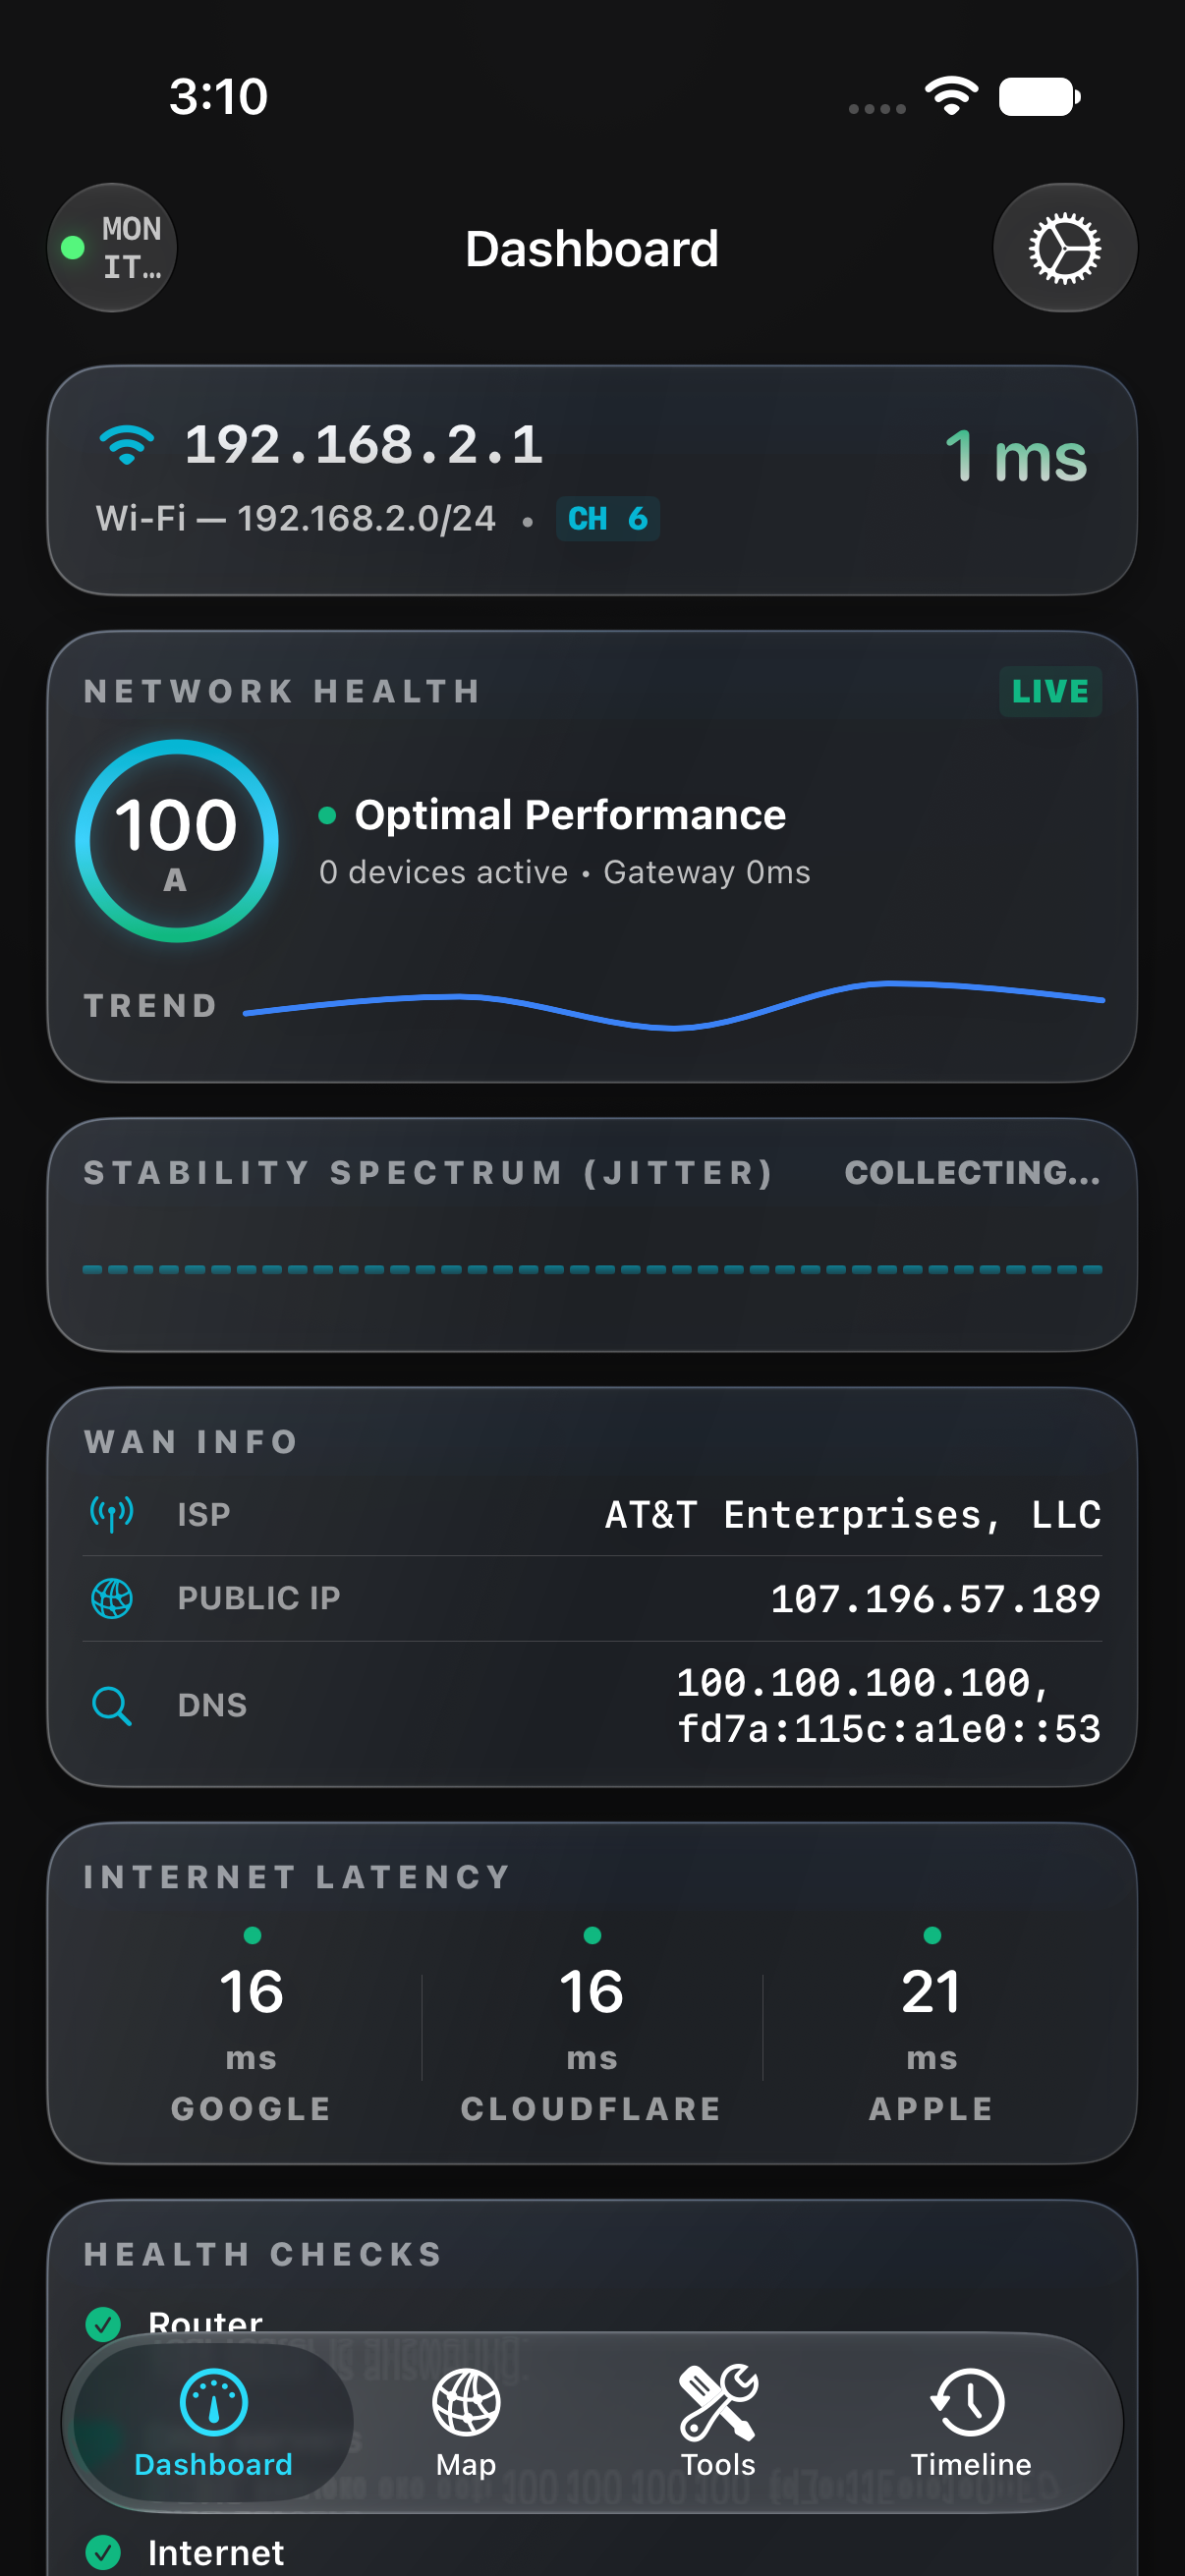 3:10
MON
IT…
Dashboard
192.168.2.1
1 ms
Wi-Fi — 192.168.2.0/24 • CH 6
NETWORK HEALTH
LIVE
100
A
Optimal Performance
0 devices active • Gateway 0ms
TREND
STABILITY SPECTRUM (JITTER)
COLLECTING...
WAN INFO
ISP
AT&T Enterprises, LLC
PUBLIC IP
107.196.57.189
DNS
100.100.100.100,
fd7a:115c:a1e0::53
INTERNET LATENCY
16
ms
GOOGLE
16
ms
CLOUDFLARE
21
ms
APPLE
HEALTH CHECKS
Router
Dashboard
Map
Tools
Timeline
Internet